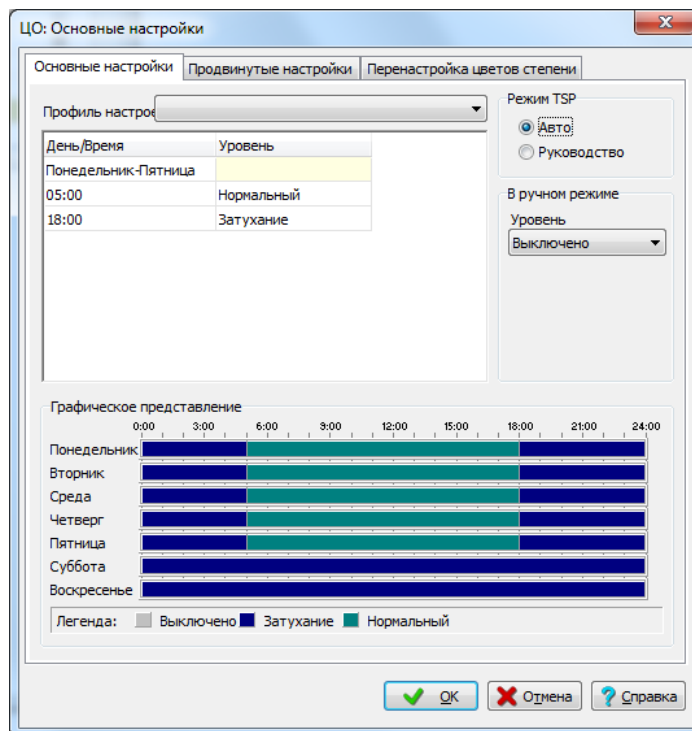 ЦО: Основные настройки
Основные настройки Продвинутые настройки Перенастройка цветов степени
Профиль настрое
Режим TSP
Авто
Руководство
День/Время Уровень
Понедельник-Пятница
05:00 Нормальный
18:00 Затухание
В ручном режиме
Уровень
Выключено
Графическое представление
0:00 3:00 6:00 9:00 12:00 15:00 18:00 21:00 24:00
Понедельник
Вторник
Среда
Четверг
Пятница
Суббота
Воскресенье
Легенда: Выключено Затухание Нормальный
OK Отмена Справка